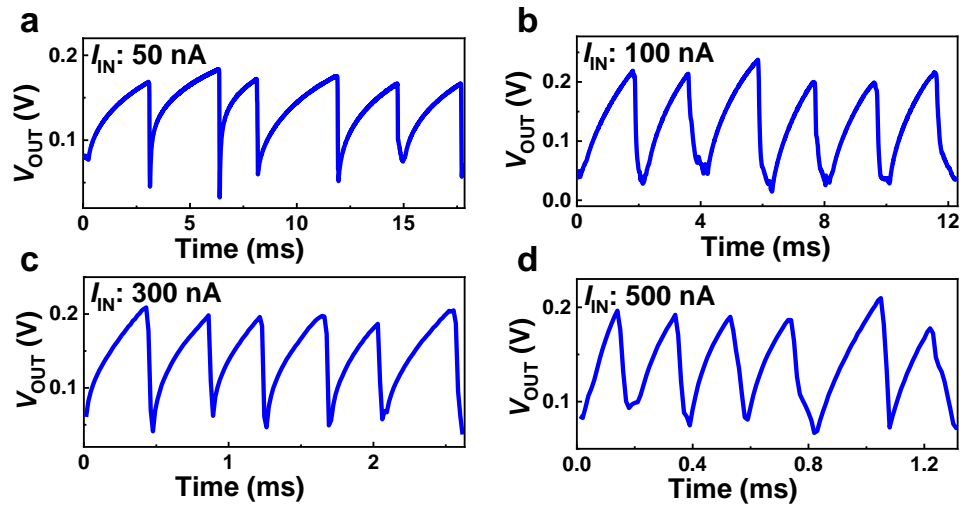 a
I_IN: 50 nA
0.2
0.1
V_OUT (V)
0 5 10 15
Time (ms)
b
I_IN: 100 nA
0.2
0.1
0.0
V_OUT (V)
0 4 8 12
Time (ms)
c
I_IN: 300 nA
0.2
0.1
V_OUT (V)
0 1 2
Time (ms)
d
I_IN: 500 nA
0.2
0.1
V_OUT (V)
0.0 0.4 0.8 1.2
Time (ms)